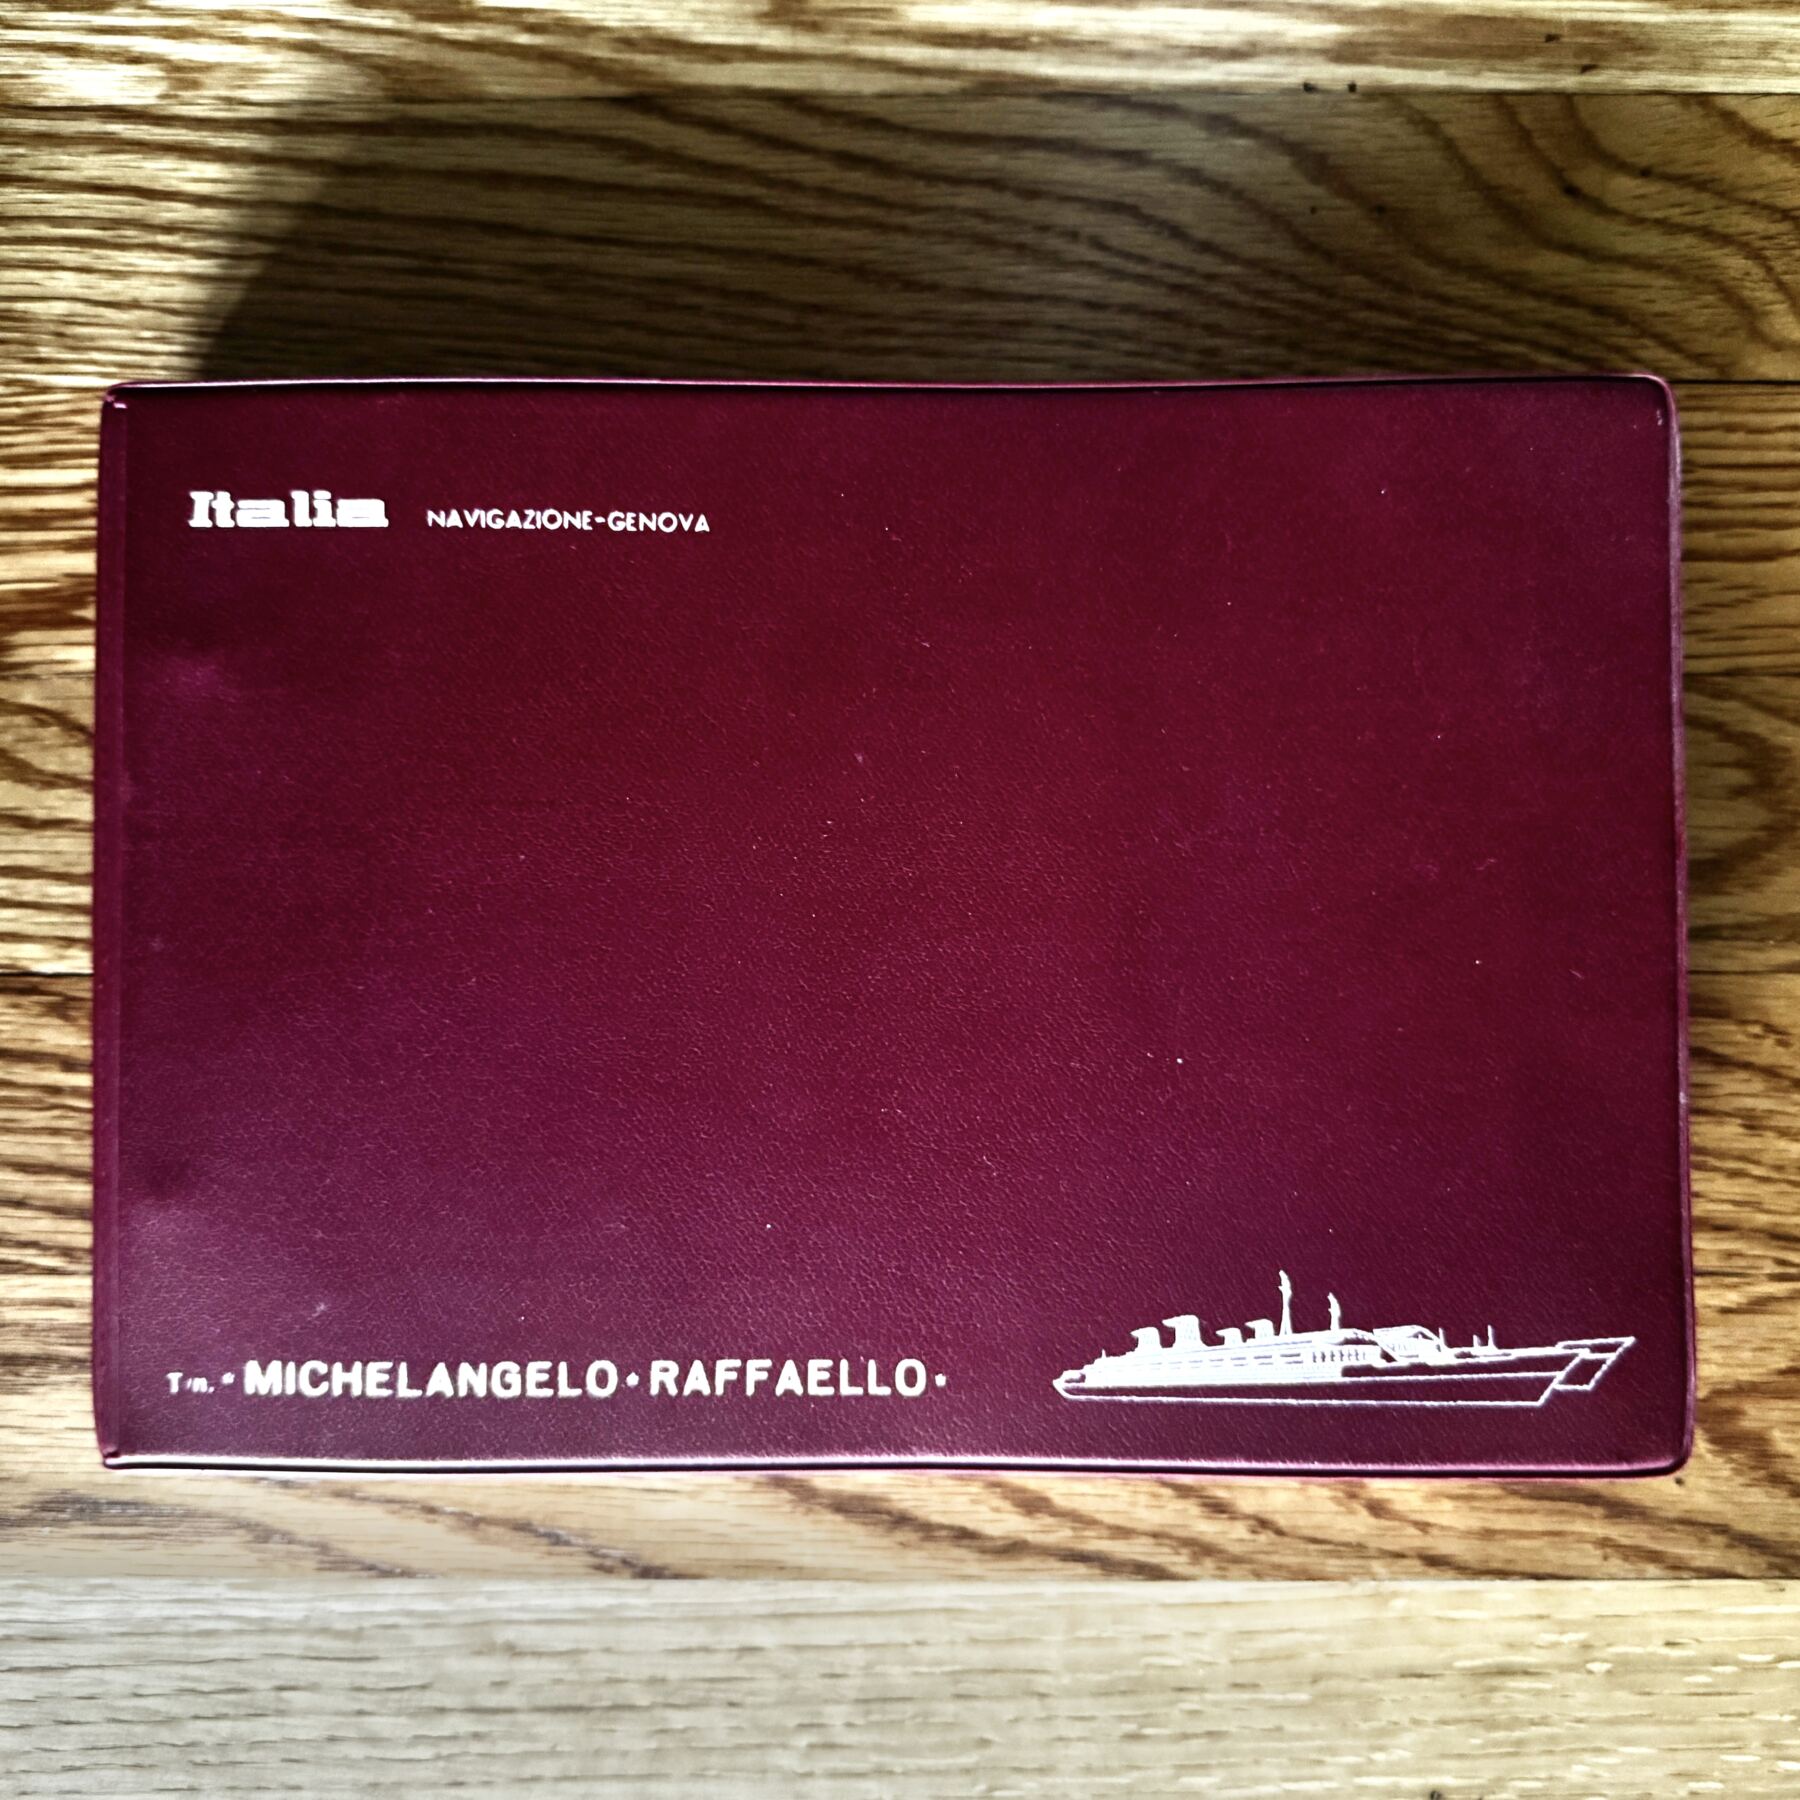 Italia NAVIGAZIONE-GENOVA
T/n. "MICHELANGELO•RAFFAELLO"